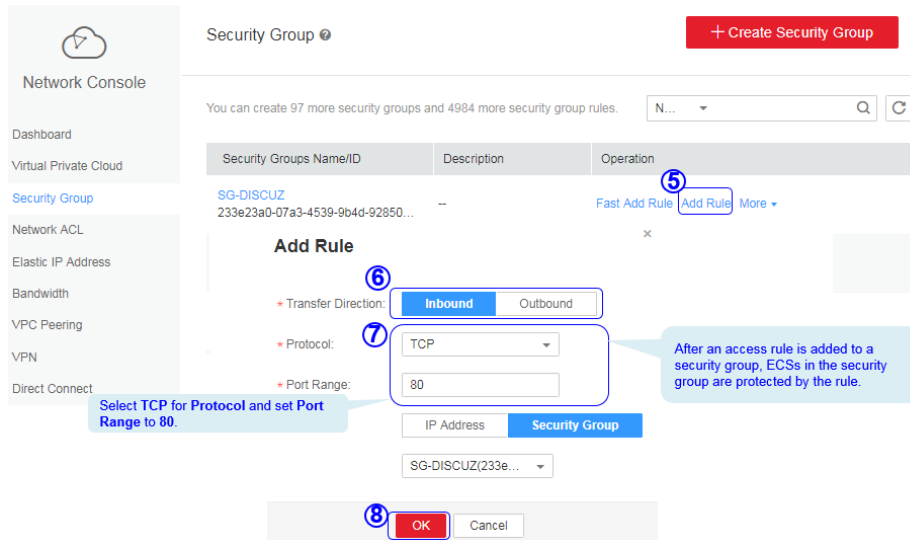 Network Console
Dashboard
Virtual Private Cloud
Security Group
Network ACL
Elastic IP Address
Bandwidth
VPC Peering
VPN
Direct Connect
Security Group
+ Create Security Group
You can create 97 more security groups and 4984 more security group rules.
N...
Security Groups Name/ID Description Operation
⑤
SG-DISCUZ
233e23a0-07a3-4539-9b4d-92850...
--
Fast Add Rule Add Rule More
Add Rule
×
⑥
* Transfer Direction: Inbound Outbound
⑦
* Protocol: TCP
* Port Range: 80
After an access rule is added to a
security group, ECSs in the security
group are protected by the rule.
Select TCP for Protocol and set Port
Range to 80.
IP Address Security Group
SG-DISCUZ(233e...
⑧
OK Cancel